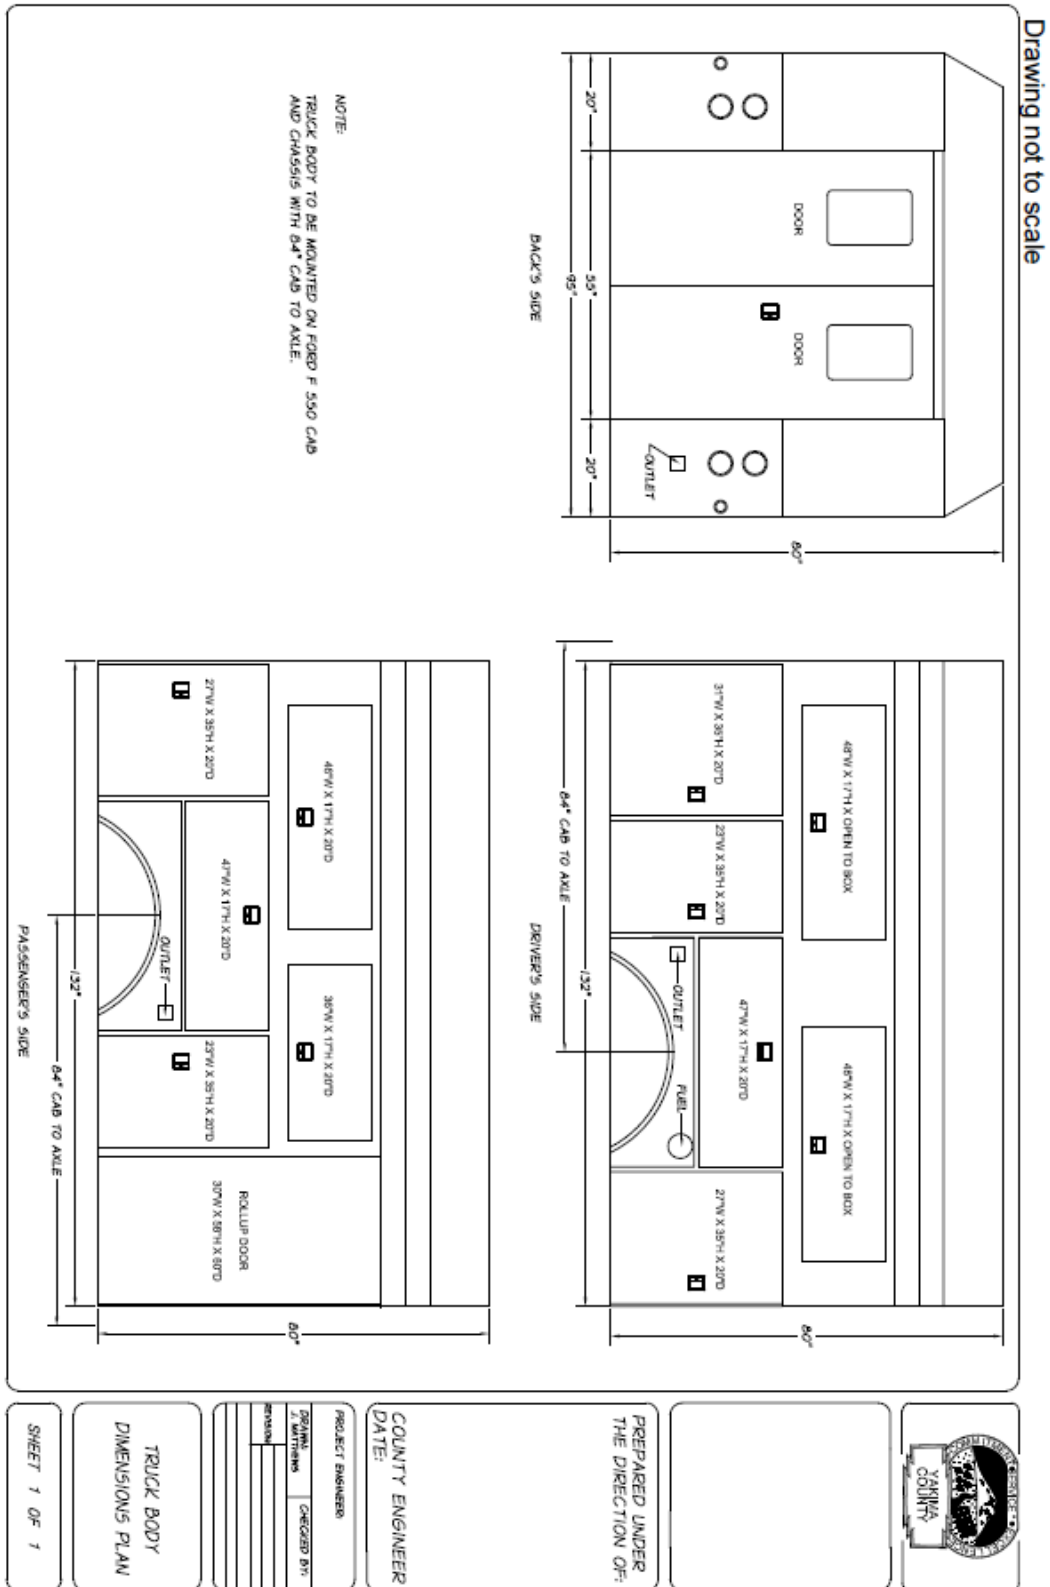 Drawing not to scale
20"
55"
20"
95"
80"
DOOR
DOOR
OUTLET
BACK'S SIDE
NOTE:
TRUCK BODY TO BE MOUNTED ON FORD F 550 CAB
AND CHASSIS WITH 84" CAB TO AXLE.
48"W X 17"H X OPEN TO BOX
48"W X 17"H X OPEN TO BOX
31"W X 35"H X 20"D
23"W X 35"H X 20"D
47"W X 17"H X 20"D
27"W X 35"H X 20"D
OUTLET
FUEL
132"
84" CAB TO AXLE
80"
DRIVER'S SIDE
46"W X 17"H X 20"D
36"W X 17"H X 20"D
27"W X 35"H X 20"D
47"W X 17"H X 20"D
23"W X 35"H X 20"D
ROLLUP DOOR
30"W X 58"H X 60"D
OUTLET
132"
84" CAB TO AXLE
80"
PASSENGER'S SIDE
COMMITMENT SERVICE EXCELLENCE
YAKIMA
COUNTY
PREPARED UNDER
THE DIRECTION OF:
COUNTY ENGINEER
DATE:
PROJECT ENGINEER:
DRAWN:
J. MATTHEWS
CHECKED BY:
REVISION:
TRUCK BODY
DIMENSIONS PLAN
SHEET 1 OF 1